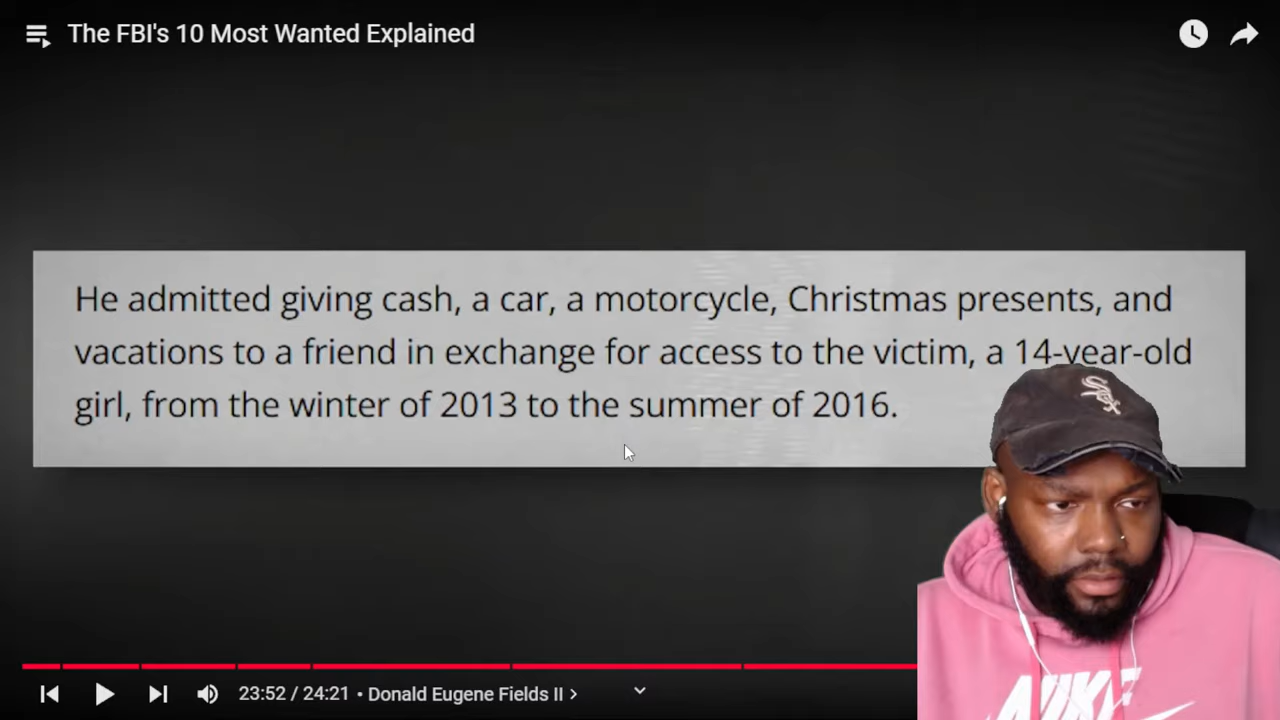 The FBI's 10 Most Wanted Explained
He admitted giving cash, a car, a motorcycle, Christmas presents, and
vacations to a friend in exchange for access to the victim, a 14-year-old
girl, from the winter of 2013 to the summer of 2016.
Sox
NIKE
23:52 / 24:21 • Donald Eugene Fields II >